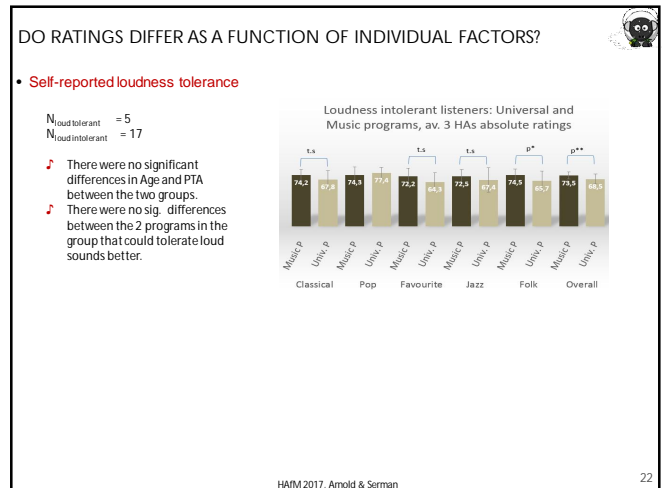 DO RATINGS DIFFER AS A FUNCTION OF INDIVIDUAL FACTORS?
• Self-reported loudness tolerance
N loud tolerant = 5
N loud intolerant = 17
♪ There were no significant
differences in Age and PTA
between the two groups.
♪ There were no sig. differences
between the 2 programs in the
group that could tolerate loud
sounds better.
Loudness intolerant listeners: Universal and
Music programs, av. 3 HAs absolute ratings
t.s t.s t.s p* p**
74,2 67,8 74,3 77,4 72,2 64,3 72,5 67,4 74,5 65,7 73,5 68,5
Music P Univ. P Music P Univ. P Music P Univ. P Music P Univ. P Music P Univ. P Music P Univ. P
Classical Pop Favourite Jazz Folk Overall
HAfM 2017, Arnold & Serman
22